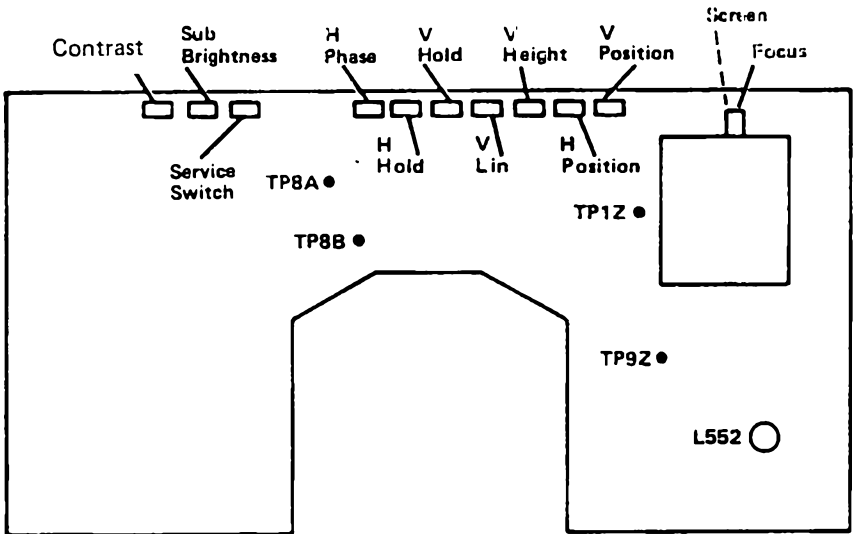 Contrast
Sub
Brightness
H
Phase
V
Hold
V
Height
V
Position
Screen
Focus
Service
Switch
H
Hold
V
Lin
H
Position
TP8A
TP8B
TP1Z
TP9Z
L552